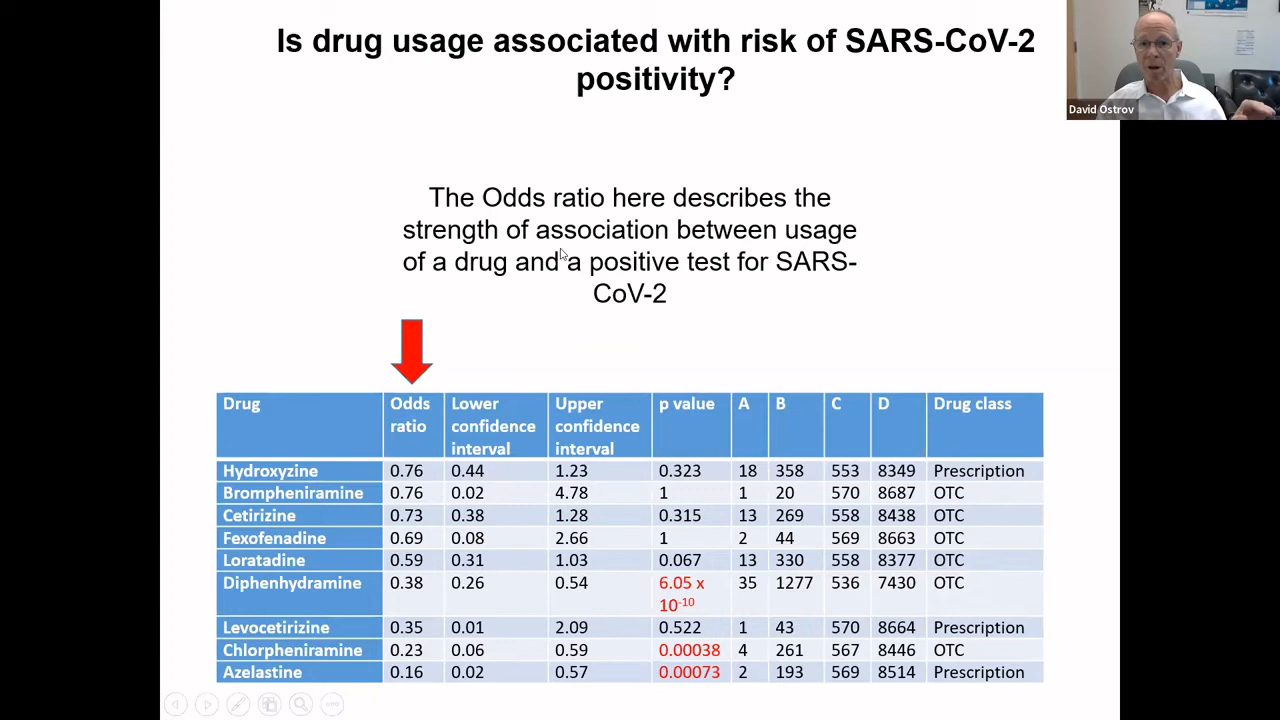 Is drug usage associated with risk of SARS-CoV-2
positivity?
David Ostrov
The Odds ratio here describes the
strength of association between usage
of a drug and a positive test for SARS-
CoV-2
Drug Odds ratio Lower confidence interval Upper confidence interval p value A B C D Drug class
Hydroxyzine 0.76 0.44 1.23 0.323 18 358 553 8349 Prescription
Brompheniramine 0.76 0.02 4.78 1 1 20 570 8687 OTC
Cetirizine 0.73 0.38 1.28 0.315 13 269 558 8438 OTC
Fexofenadine 0.69 0.08 2.66 1 2 44 569 8663 OTC
Loratadine 0.59 0.31 1.03 0.067 13 330 558 8377 OTC
Diphenhydramine 0.38 0.26 0.54 6.05 x 10⁻¹⁰ 35 1277 536 7430 OTC
Levocetirizine 0.35 0.01 2.09 0.522 1 43 570 8664 Prescription
Chlorpheniramine 0.23 0.06 0.59 0.00038 4 261 567 8446 OTC
Azelastine 0.16 0.02 0.57 0.00073 2 193 569 8514 Prescription